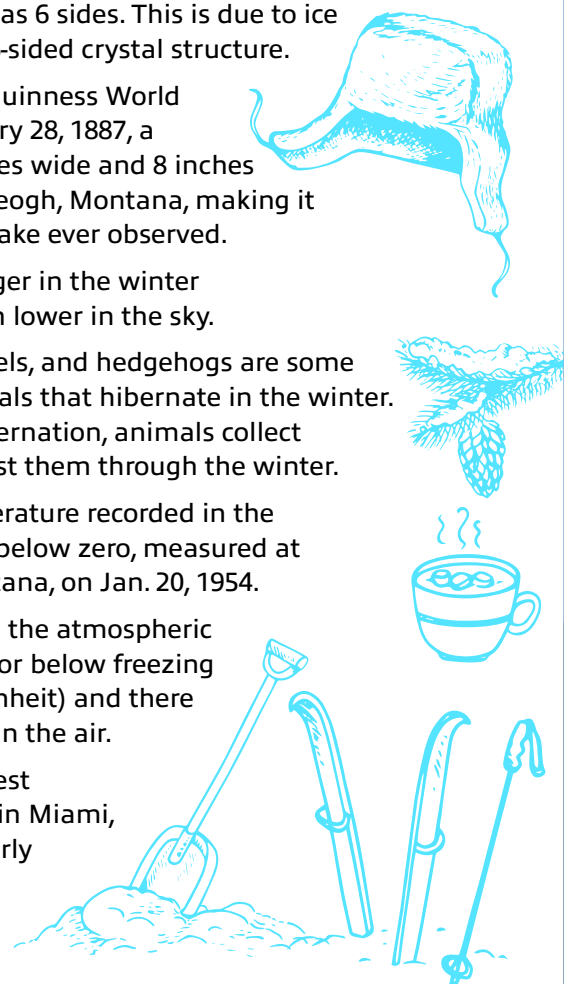 as 6 sides. This is due to ice
-sided crystal structure.
uinness World
ry 28, 1887, a
es wide and 8 inches
eogh, Montana, making it
ake ever observed.
ger in the winter
n lower in the sky.
els, and hedgehogs are some
als that hibernate in the winter.
ernation, animals collect
st them through the winter.
erature recorded in the
below zero, measured at
tana, on Jan. 20, 1954.
the atmospheric
or below freezing
nheit) and there
n the air.
est
in Miami,
rly